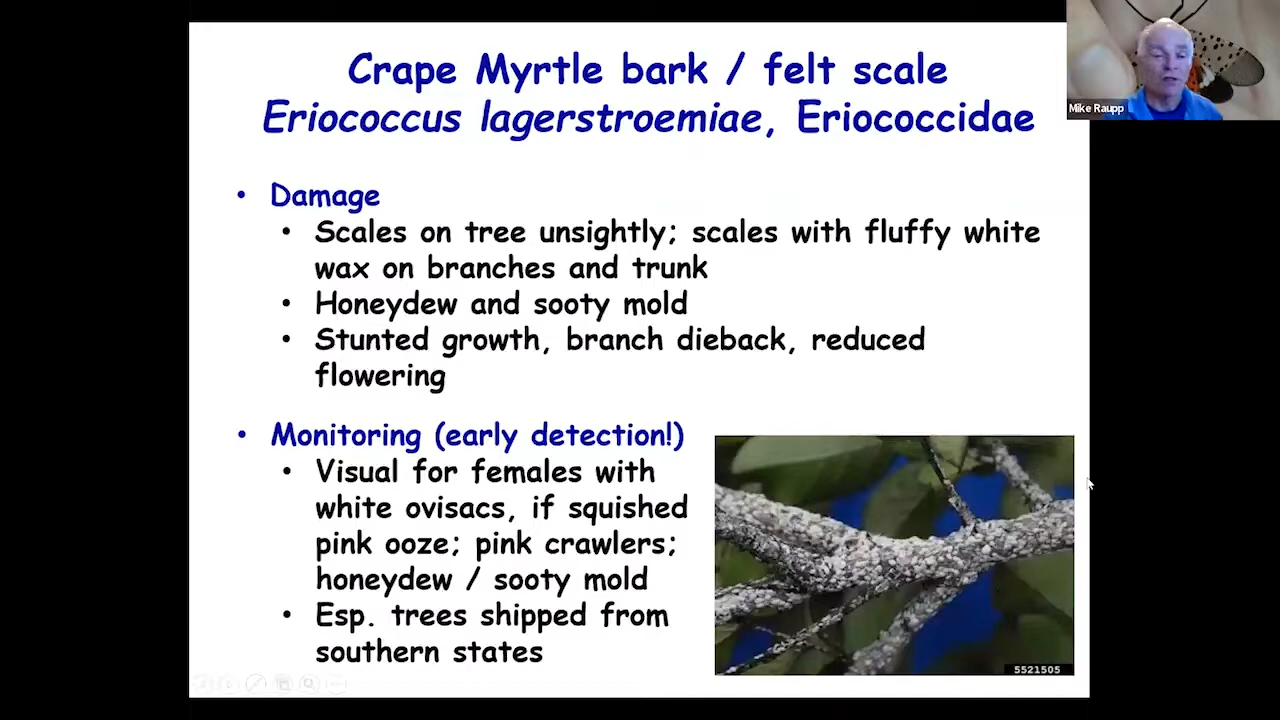 Crape Myrtle bark / felt scale
Eriococcus lagerstroemiae, Eriococcidae
Mike Raupp
• Damage
• Scales on tree unsightly; scales with fluffy white
wax on branches and trunk
• Honeydew and sooty mold
• Stunted growth, branch dieback, reduced
flowering
• Monitoring (early detection!)
• Visual for females with
white ovisacs, if squished
pink ooze; pink crawlers;
honeydew / sooty mold
• Esp. trees shipped from
southern states
5521505